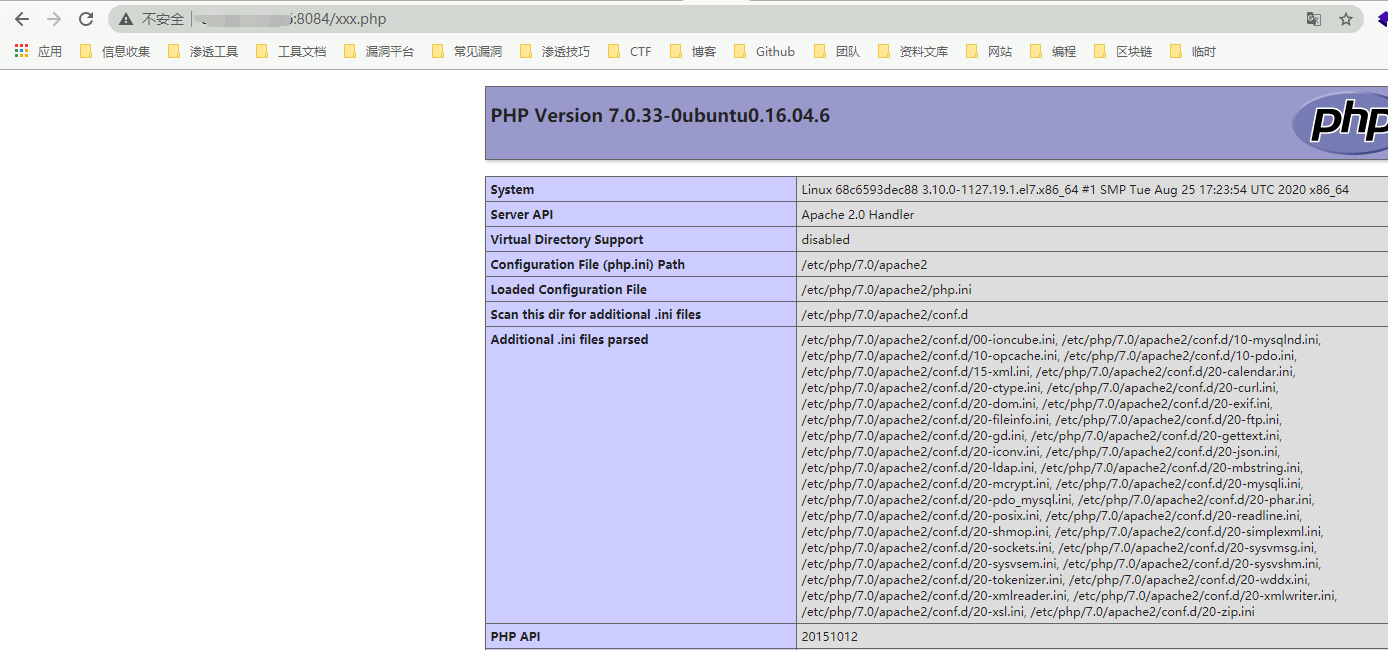 不安全 :8084/xxx.php
应用 信息收集 渗透工具 工具文档 漏洞平台 常见漏洞 渗透技巧 CTF 博客 Github 团队 资料文库 网站 编程 区块链 临时
PHP Version 7.0.33-0ubuntu0.16.04.6
php
System Linux 68c6593dec88 3.10.0-1127.19.1.el7.x86_64 #1 SMP Tue Aug 25 17:23:54 UTC 2020 x86_64
Server API Apache 2.0 Handler
Virtual Directory Support disabled
Configuration File (php.ini) Path /etc/php/7.0/apache2
Loaded Configuration File /etc/php/7.0/apache2/php.ini
Scan this dir for additional .ini files /etc/php/7.0/apache2/conf.d
Additional .ini files parsed /etc/php/7.0/apache2/conf.d/00-ioncube.ini, /etc/php/7.0/apache2/conf.d/10-mysqlnd.ini,
/etc/php/7.0/apache2/conf.d/10-opcache.ini, /etc/php/7.0/apache2/conf.d/10-pdo.ini,
/etc/php/7.0/apache2/conf.d/15-xml.ini, /etc/php/7.0/apache2/conf.d/20-calendar.ini,
/etc/php/7.0/apache2/conf.d/20-ctype.ini, /etc/php/7.0/apache2/conf.d/20-curl.ini,
/etc/php/7.0/apache2/conf.d/20-dom.ini, /etc/php/7.0/apache2/conf.d/20-exif.ini,
/etc/php/7.0/apache2/conf.d/20-fileinfo.ini, /etc/php/7.0/apache2/conf.d/20-ftp.ini,
/etc/php/7.0/apache2/conf.d/20-gd.ini, /etc/php/7.0/apache2/conf.d/20-gettext.ini,
/etc/php/7.0/apache2/conf.d/20-iconv.ini, /etc/php/7.0/apache2/conf.d/20-json.ini,
/etc/php/7.0/apache2/conf.d/20-ldap.ini, /etc/php/7.0/apache2/conf.d/20-mbstring.ini,
/etc/php/7.0/apache2/conf.d/20-mcrypt.ini, /etc/php/7.0/apache2/conf.d/20-mysqli.ini,
/etc/php/7.0/apache2/conf.d/20-pdo_mysql.ini, /etc/php/7.0/apache2/conf.d/20-phar.ini,
/etc/php/7.0/apache2/conf.d/20-posix.ini, /etc/php/7.0/apache2/conf.d/20-readline.ini,
/etc/php/7.0/apache2/conf.d/20-shmop.ini, /etc/php/7.0/apache2/conf.d/20-simplexml.ini,
/etc/php/7.0/apache2/conf.d/20-sockets.ini, /etc/php/7.0/apache2/conf.d/20-sysvmsg.ini,
/etc/php/7.0/apache2/conf.d/20-sysvsem.ini, /etc/php/7.0/apache2/conf.d/20-sysvshm.ini,
/etc/php/7.0/apache2/conf.d/20-tokenizer.ini, /etc/php/7.0/apache2/conf.d/20-wddx.ini,
/etc/php/7.0/apache2/conf.d/20-xmlreader.ini, /etc/php/7.0/apache2/conf.d/20-xmlwriter.ini,
/etc/php/7.0/apache2/conf.d/20-xsl.ini, /etc/php/7.0/apache2/conf.d/20-zip.ini
PHP API 20151012